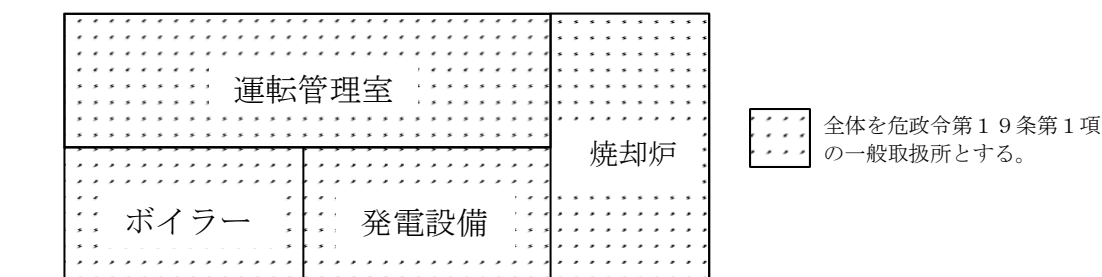 運転管理室
焼却炉
ボイラー
発電設備
全体を危政令第１９条第１項
の一般取扱所とする。